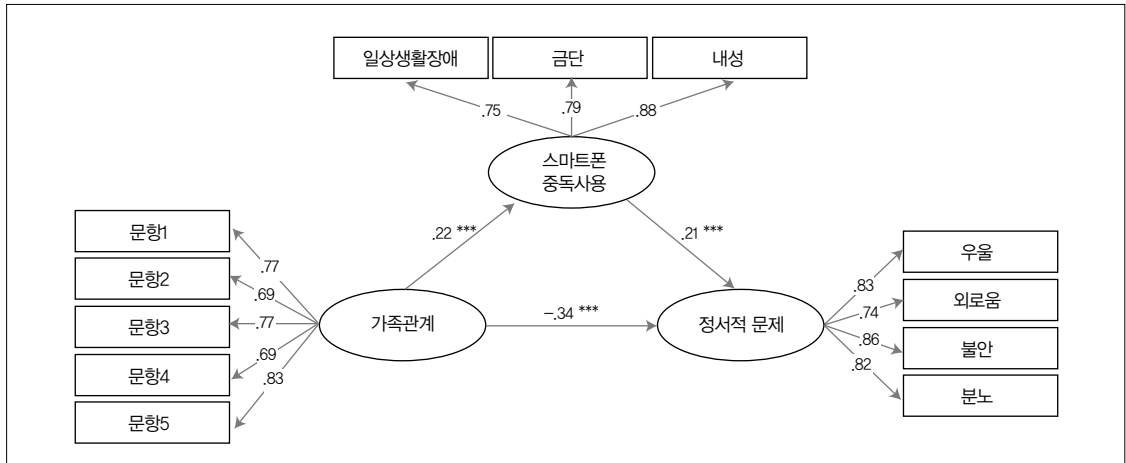 일상생활장애
금단
내성
.75
.79
.88
스마트폰
중독사용
.22 ***
.21 ***
문항1
문항2
문항3
문항4
문항5
.77
.69
.77
.69
.83
가족관계
−.34 ***
정서적 문제
.83
.74
.86
.82
우울
외로움
불안
분노